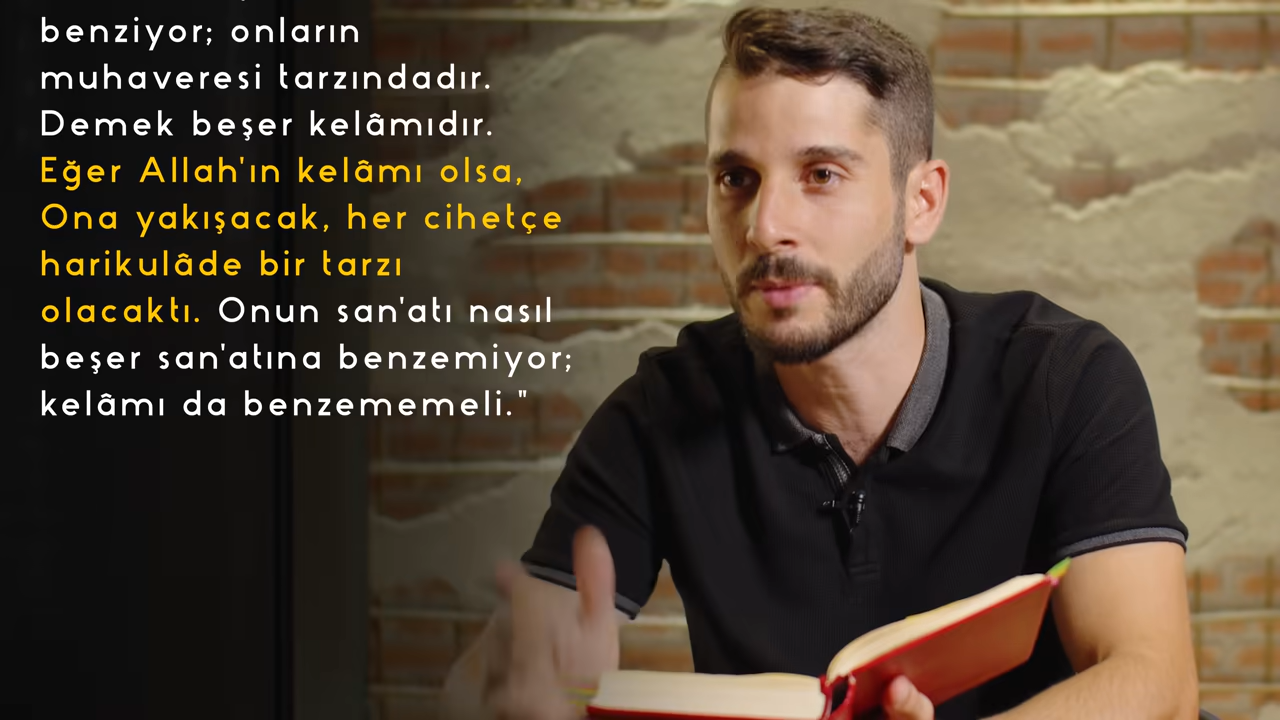 benziyor; onların
muhaveresi tarzındadır.
Demek beşer kelâmıdır.
Eğer Allah'ın kelâmı olsa,
Ona yakışacak, her cihetçe
harikulâde bir tarzı
olacaktı. Onun san'atı nasıl
beşer san'atına benzemiyor;
kelâmı da benzememeli."